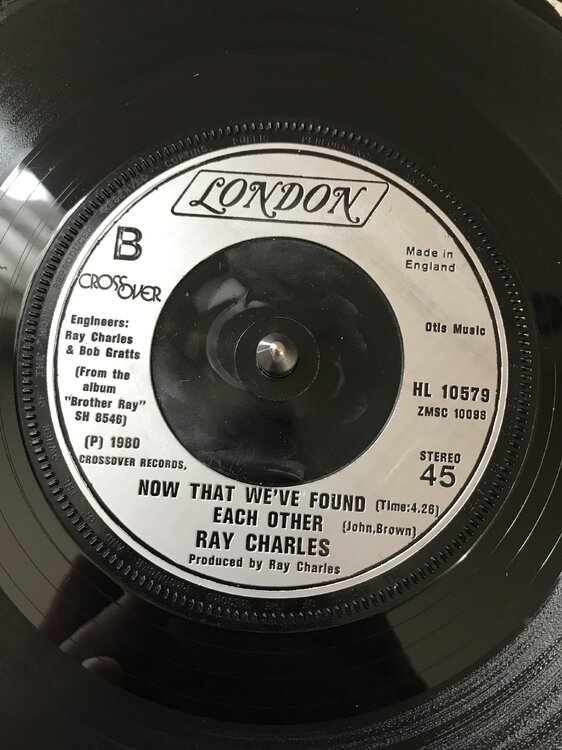 LONDON
B
CROSSOVER
Made in
England
Engineers:
Ray Charles
& Bob Gratts
Otis Music
(From the
album
"Brother Ray"
SH 8546)
HL 10579
ZMSC 10098
(P) 1980
CROSSOVER RECORDS,
STEREO
45
NOW THAT WE'VE FOUND (Time:4.26)
EACH OTHER (John,Brown)
RAY CHARLES
Produced by Ray Charles